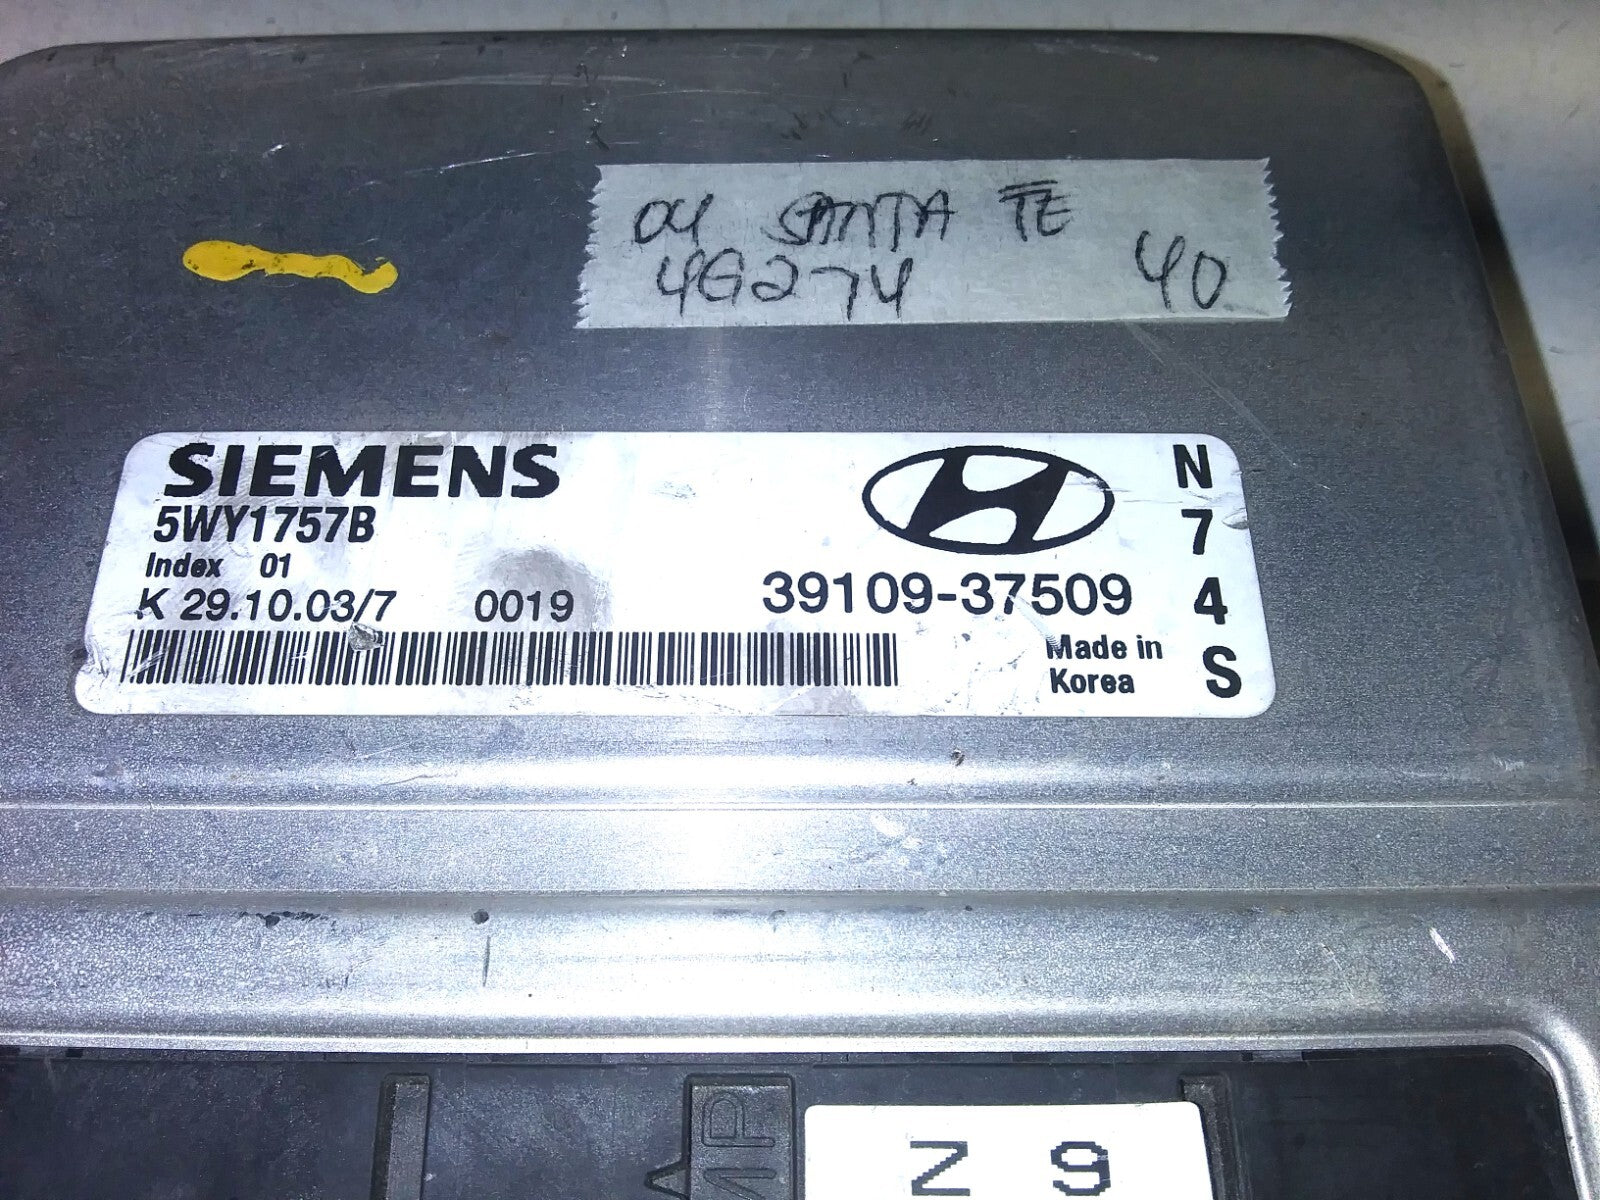 04 SANTA FE
4G274 40
SIEMENS
5WY1757B
Index 01
K 29.10.03/7 0019
39109-37509
Made in
Korea
N
7
4
S
AMP
Z 9